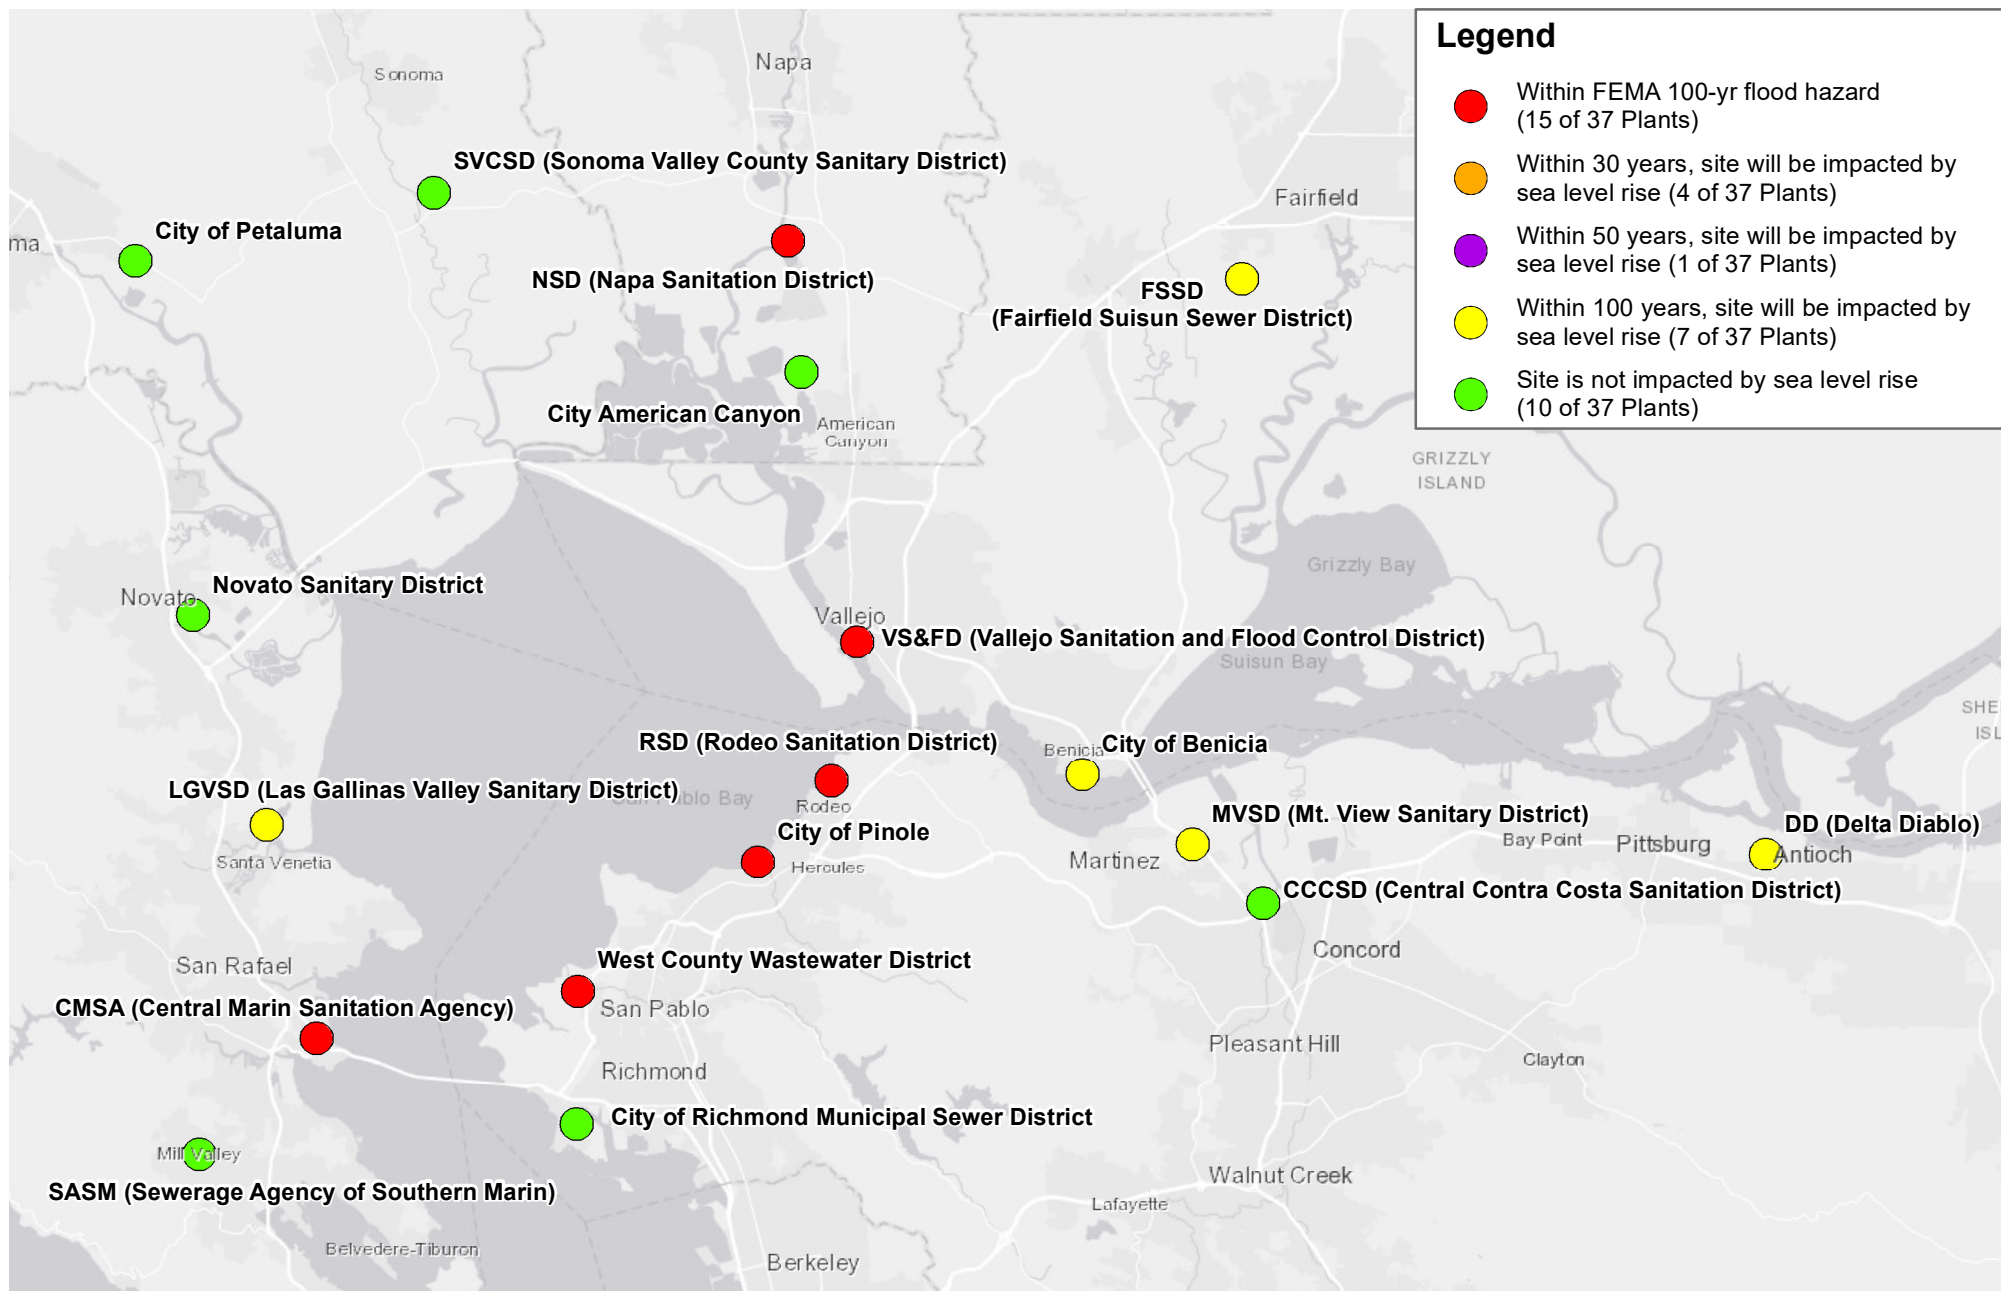 Legend
Within FEMA 100-yr flood hazard
(15 of 37 Plants)
Within 30 years, site will be impacted by
sea level rise (4 of 37 Plants)
Within 50 years, site will be impacted by
sea level rise (1 of 37 Plants)
Within 100 years, site will be impacted by
sea level rise (7 of 37 Plants)
Site is not impacted by sea level rise
(10 of 37 Plants)
Napa
Sonoma
SVCSD (Sonoma Valley County Sanitary District)
Fairfield
City of Petaluma
ma
NSD (Napa Sanitation District)
FSSD
(Fairfield Suisun Sewer District)
City American Canyon
American
Canyon
GRIZZLY
ISLAND
Grizzly Bay
Novato Sanitary District
Novato
Vallejo
VS&FD (Vallejo Sanitation and Flood Control District)
Suisun Bay
SHE
ISL
RSD (Rodeo Sanitation District)
Benicia
City of Benicia
LGVSD (Las Gallinas Valley Sanitary District)
San Pablo Bay
Rodeo
MVSD (Mt. View Sanitary District)
DD (Delta Diablo)
City of Pinole
Bay Point
Pittsburg
Antioch
Santa Venetia
Hercules
Martinez
CCCSD (Central Contra Costa Sanitation District)
Concord
San Rafael
West County Wastewater District
CMSA (Central Marin Sanitation Agency)
San Pablo
Pleasant Hill
Clayton
Richmond
City of Richmond Municipal Sewer District
Mill Valley
SASM (Sewerage Agency of Southern Marin)
Walnut Creek
Lafayette
Belvedere-Tiburon
Berkeley